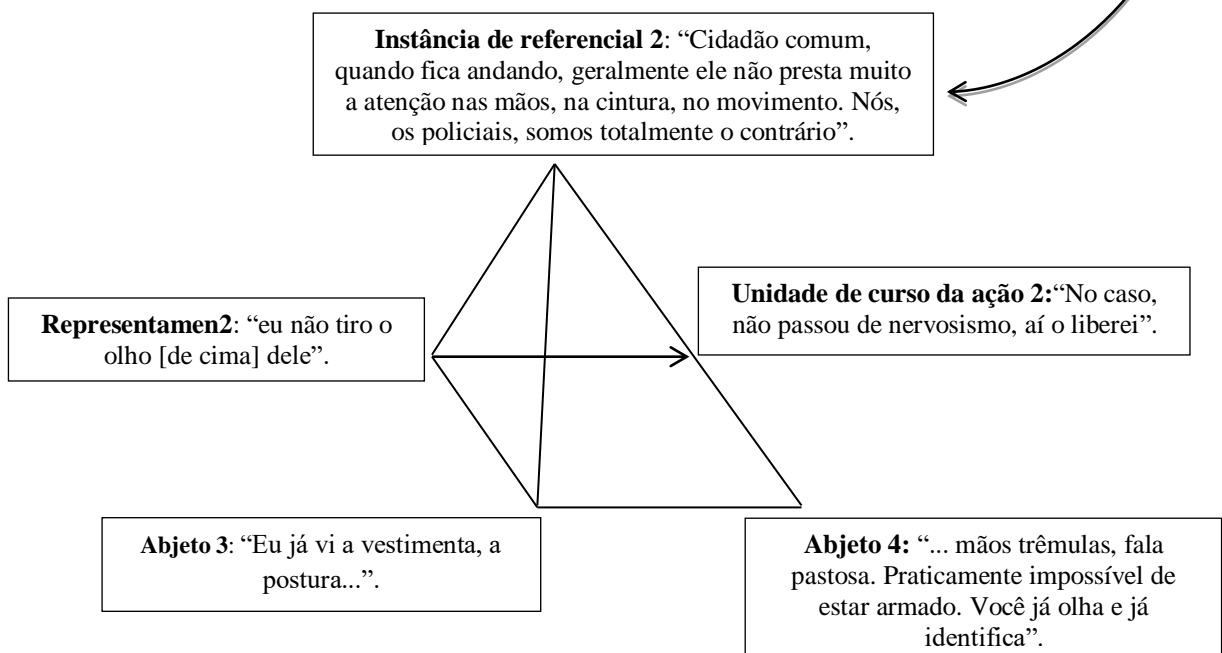 Instância de referencial 2: “Cidadão comum,
quando fica andando, geralmente ele não presta muito
a atenção nas mãos, na cintura, no movimento. Nós,
os policiais, somos totalmente o contrário”.
Unidade de curso da ação 2:“No caso,
não passou de nervosismo, aí o liberei”.
Representamen2: “eu não tiro o
olho [de cima] dele”.
Abjeto 3: “Eu já vi a vestimenta, a
postura...”.
Abjeto 4: “... mãos trêmulas, fala
pastosa. Praticamente impossível de
estar armado. Você já olha e já
identifica”.